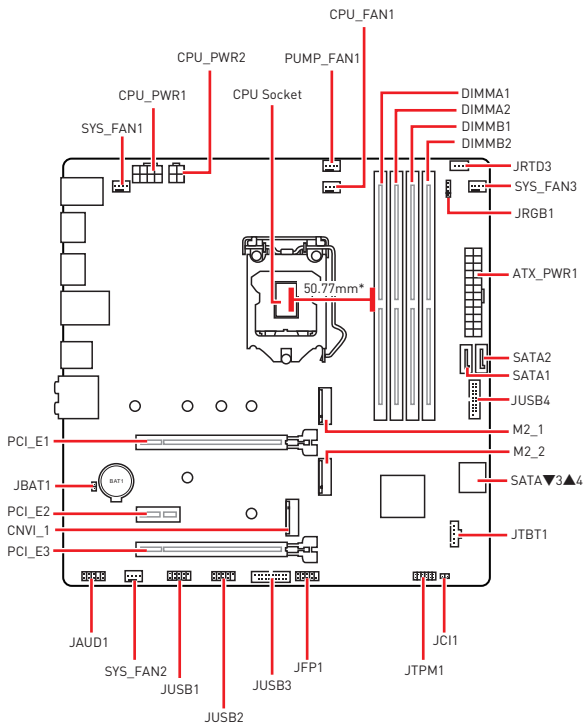 CPU_FAN1
CPU_PWR2
PUMP_FAN1
CPU_PWR1
CPU Socket
DIMMA1
DIMMA2
SYS_FAN1
DIMMB1
DIMMB2
JRTD3
SYS_FAN3
JRGB1
50.77mm*
ATX_PWR1
SATA2
SATA1
JUSB4
M2_1
PCI_E1
M2_2
BAT1
JBAT1
SATA▼3▲4
PCI_E2
CNVI_1
JTBT1
PCI_E3
JAUD1
SYS_FAN2
JUSB1
JUSB2
JUSB3
JFP1
JTPM1
JCI1